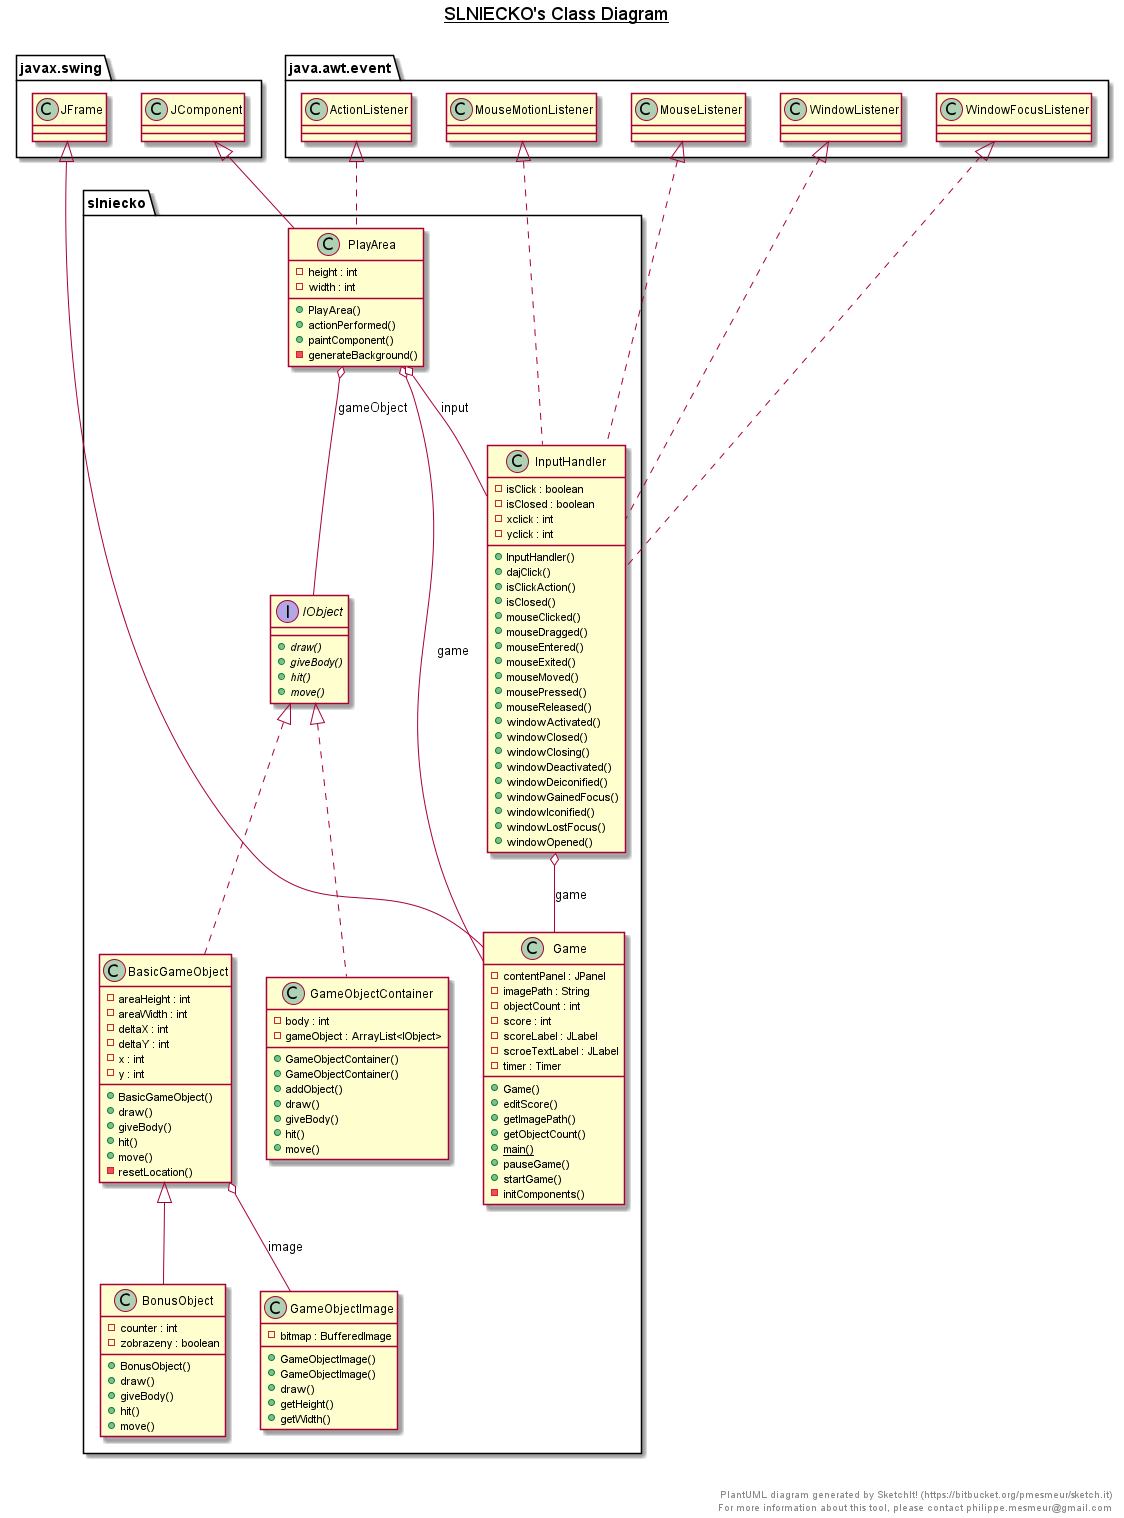 SLNIECKO's Class Diagram
javax.swing
java.awt.event
C JFrame
C JComponent
C ActionListener
C MouseMotionListener
C MouseListener
C WindowListener
C WindowFocusListener
slniecko
C PlayArea
height : int
width : int
PlayArea()
actionPerformed()
paintComponent()
generateBackground()
gameObject
input
C InputHandler
isClick : boolean
isClosed : boolean
xclick : int
yclick : int
InputHandler()
dajClick()
isClickAction()
isClosed()
mouseClicked()
mouseDragged()
mouseEntered()
mouseExited()
mouseMoved()
mousePressed()
mouseReleased()
windowActivated()
windowClosed()
windowClosing()
windowDeactivated()
windowDeiconified()
windowGainedFocus()
windowIconified()
windowLostFocus()
windowOpened()
I IObject
draw()
giveBody()
hit()
move()
game
game
C BasicGameObject
areaHeight : int
areaWidth : int
deltaX : int
deltaY : int
x : int
y : int
BasicGameObject()
draw()
giveBody()
hit()
move()
resetLocation()
C GameObjectContainer
body : int
gameObject : ArrayList<IObject>
GameObjectContainer()
GameObjectContainer()
addObject()
draw()
giveBody()
hit()
move()
C Game
contentPanel : JPanel
imagePath : String
objectCount : int
score : int
scoreLabel : JLabel
scroeTextLabel : JLabel
timer : Timer
Game()
editScore()
getImagePath()
getObjectCount()
main()
pauseGame()
startGame()
initComponents()
image
C BonusObject
counter : int
zobrazeny : boolean
BonusObject()
draw()
giveBody()
hit()
move()
C GameObjectImage
bitmap : BufferedImage
GameObjectImage()
GameObjectImage()
draw()
getHeight()
getWidth()
PlantUML diagram generated by SketchIt! (https://bitbucket.org/pmesmeur/sketch.it)
For more information about this tool, please contact philippe.mesmeur@gmail.com